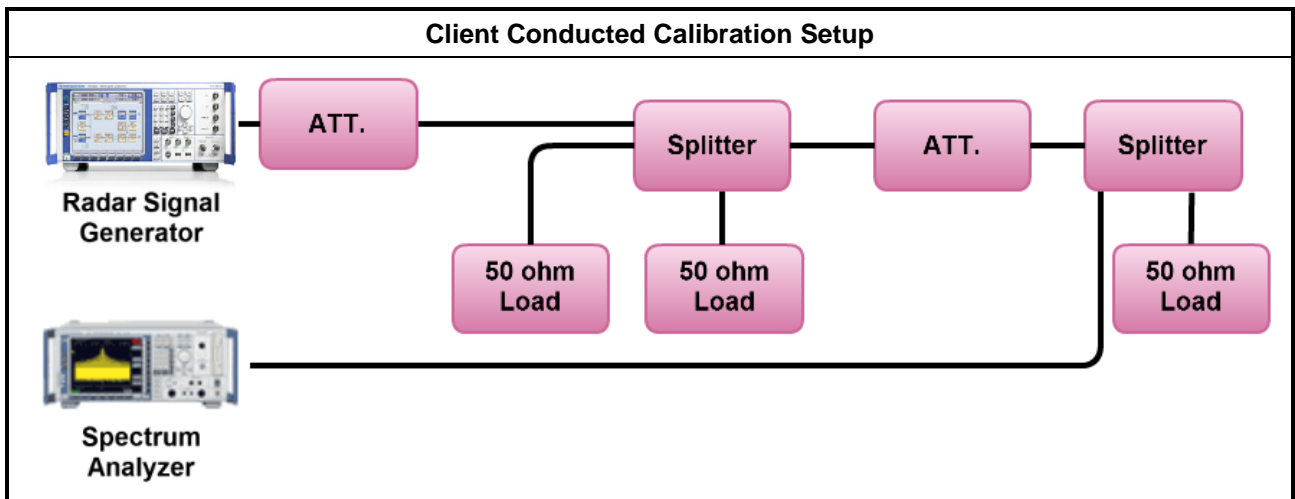 Client Conducted Calibration Setup
ATT.
Splitter
ATT.
Splitter
Radar Signal
Generator
50 ohm
Load
50 ohm
Load
50 ohm
Load
Spectrum
Analyzer